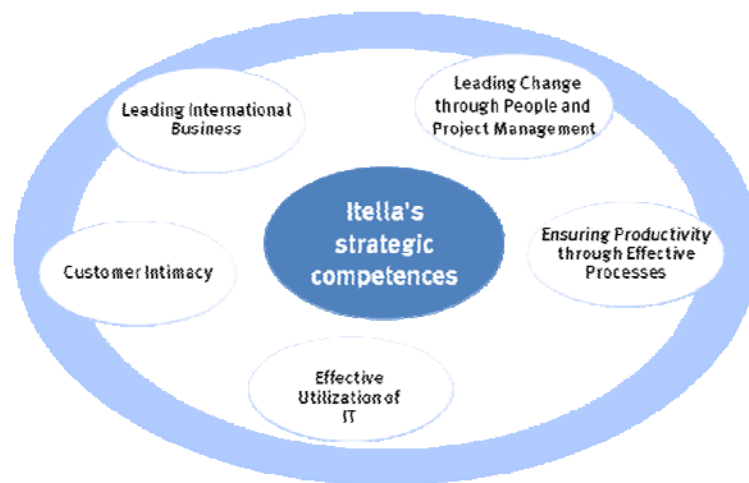 Leading International
Business
Leading Change
through People and
Project Management
Itella's
strategic
competences
Customer Intimacy
Ensuring Productivity
through Effective
Processes
Effective
Utilization of
IT